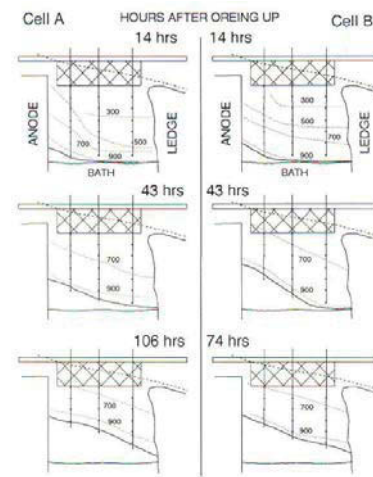 Cell A HOURS AFTER OREING UP Cell B
14 hrs 14 hrs
ANODE 300 500 700 900 LEDGE
BATH
ANODE 300 500 700 900 LEDGE
BATH
43 hrs 43 hrs
700 900
700 900
106 hrs 74 hrs
700 900
700 900